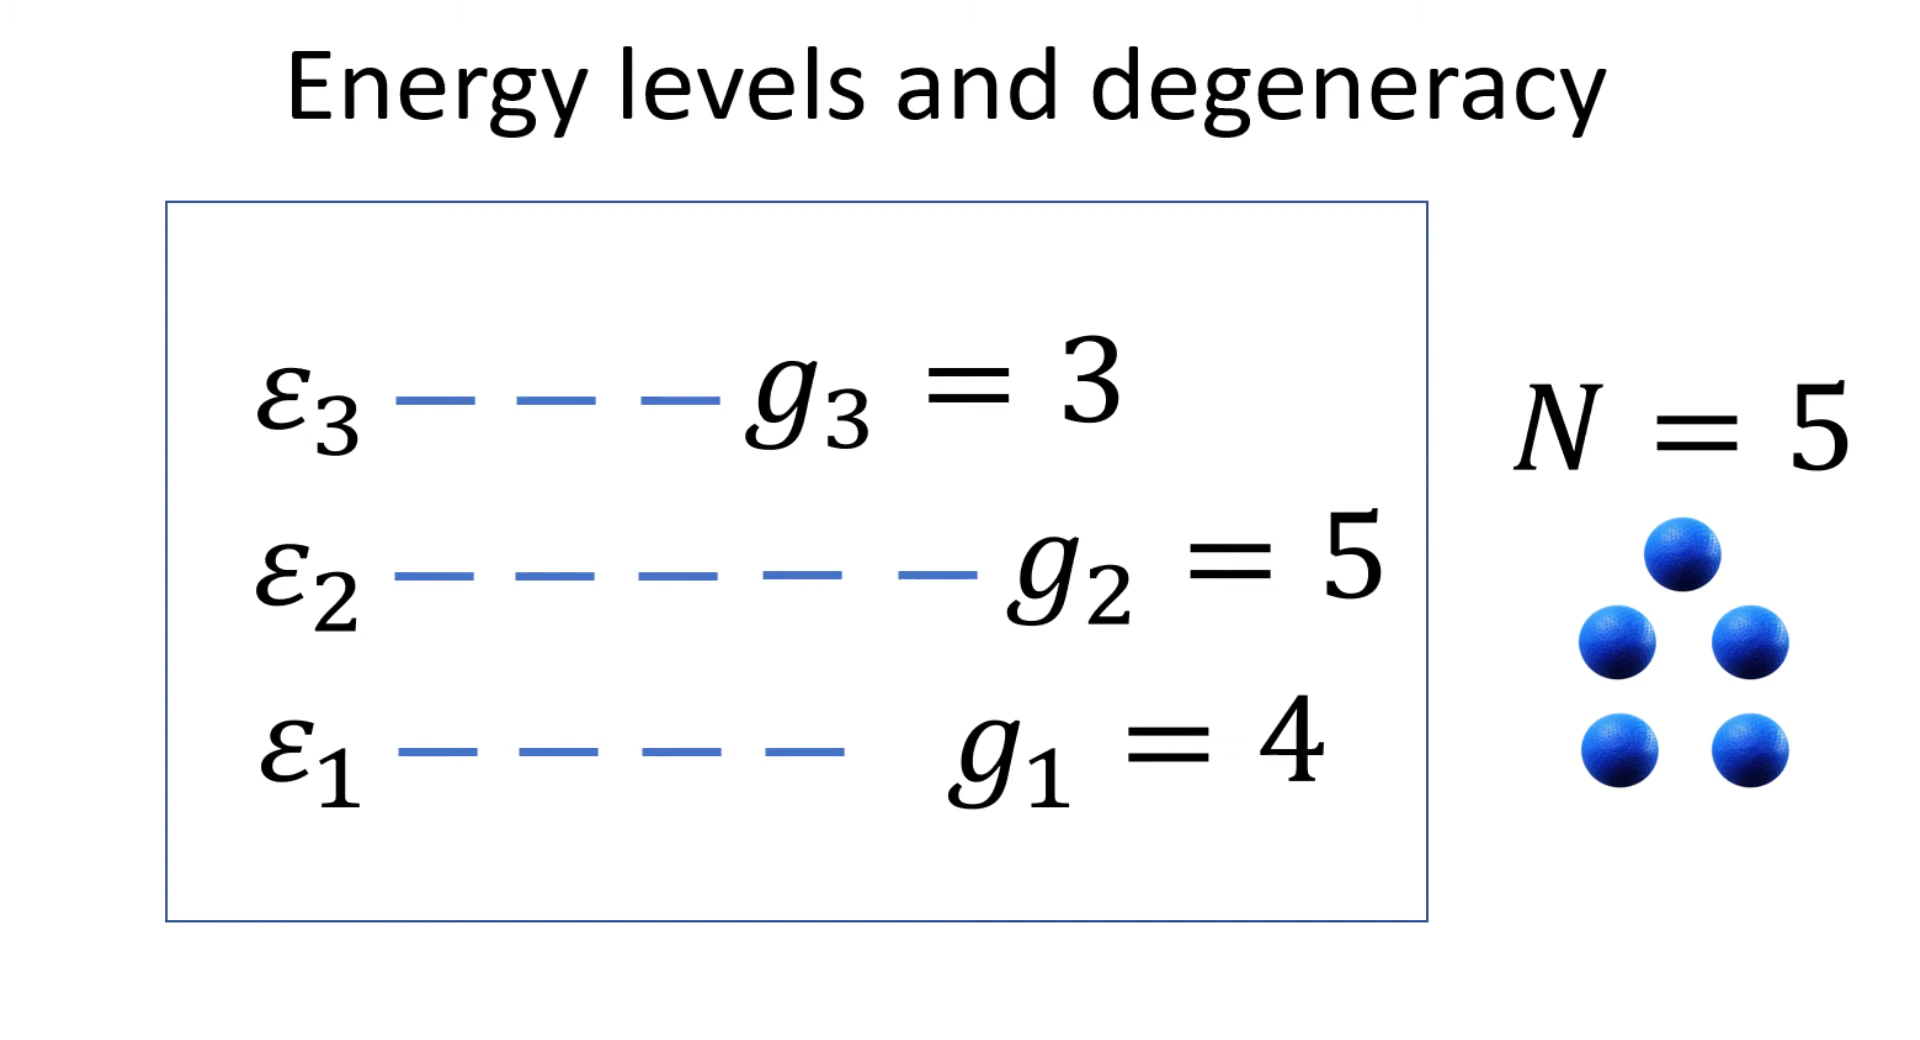 Energy levels and degeneracy
ε₃ g₃ = 3
N = 5
ε₂ g₂ = 5
ε₁ g₁ = 4